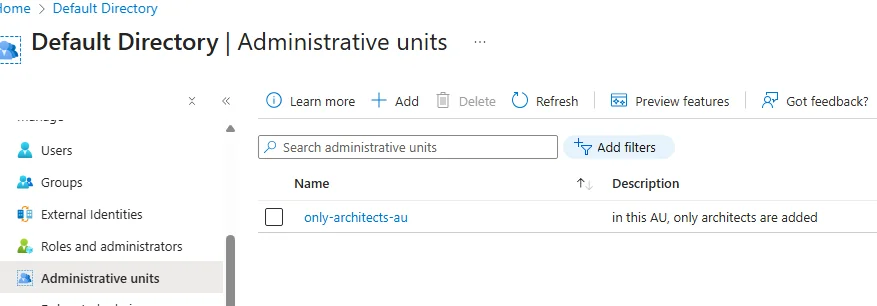 Home > Default Directory
Default Directory | Administrative units ...
Learn more Add Delete Refresh Preview features Got feedback?
Manage
Users
Groups
External Identities
Roles and administrators
Administrative units
Search administrative units Add filters
Name Description
only-architects-au in this AU, only architects are added